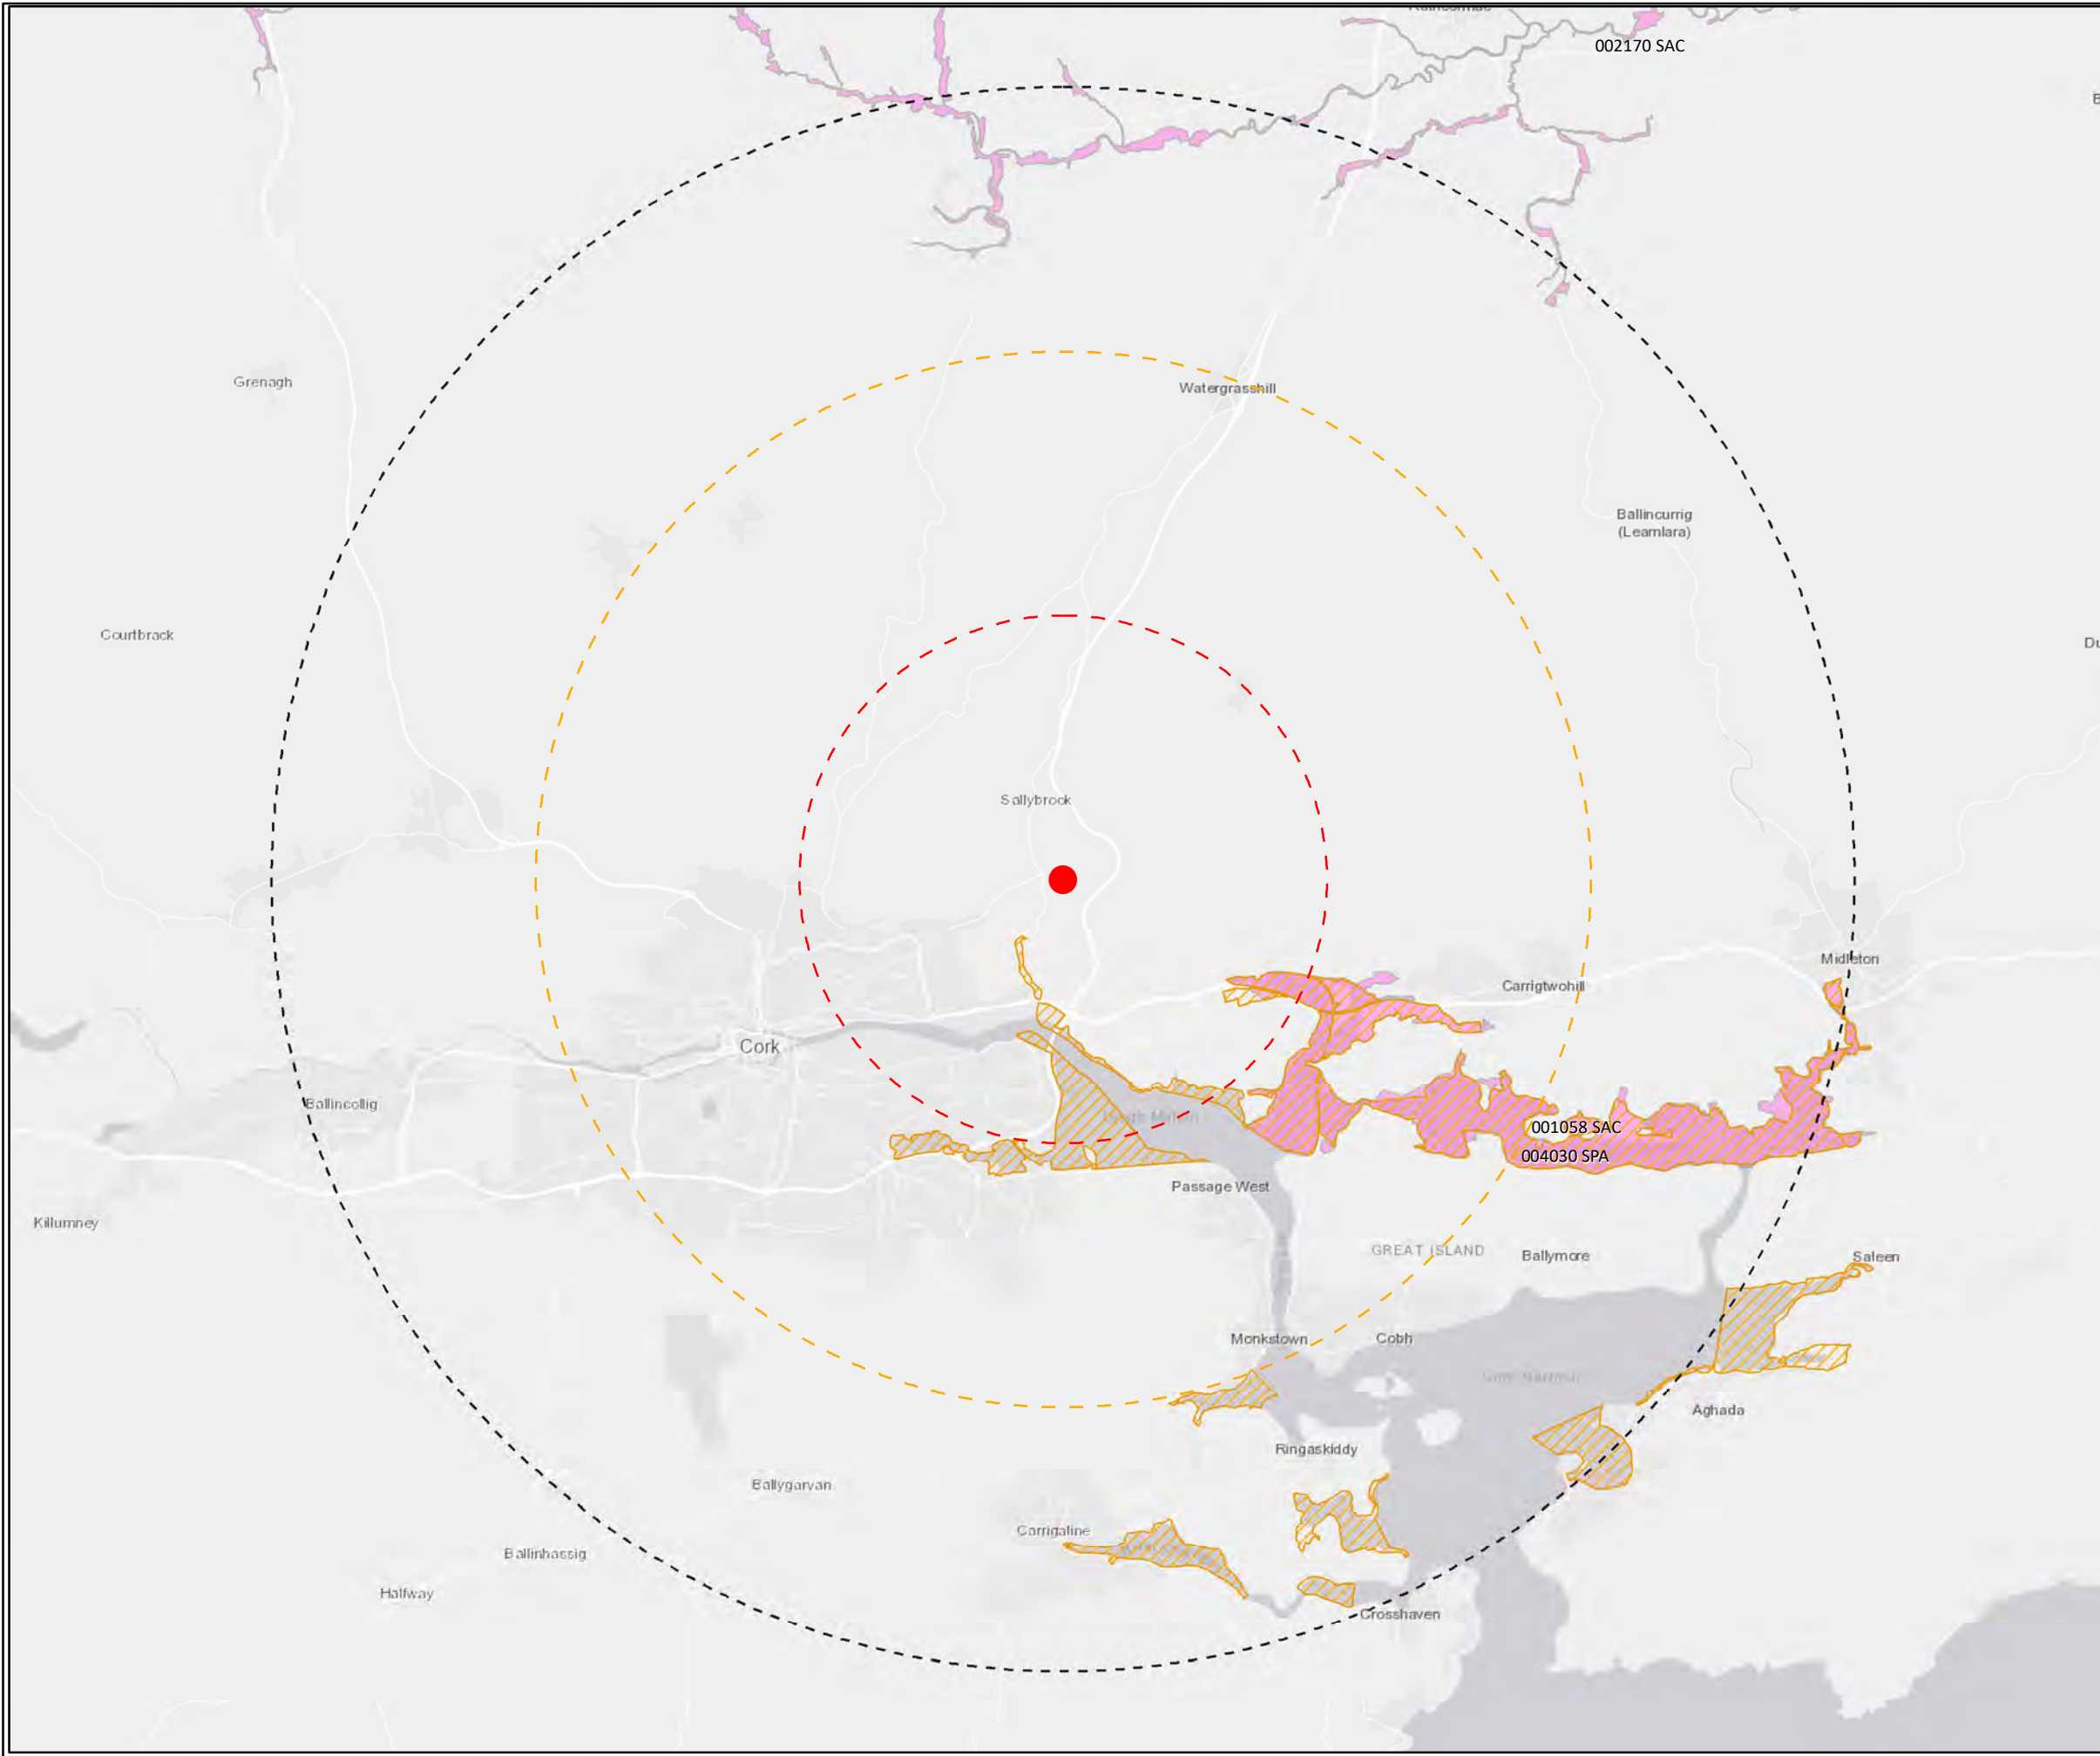 002170 SAC
B
Grenagh
Watergrasshill
Ballincurrig
(Leamlara)
Courtbrack
Du
Sallybrook
Midleton
Carrigtwohill
Cork
Ballincollig
001058 SAC
004030 SPA
Passage West
Killumney
GREAT ISLAND
Ballymore
Saleen
Monkstown
Cobh
Aghada
Ringaskiddy
Ballygarvan
Carrigaline
Ballinhassig
Halfway
Crosshaven